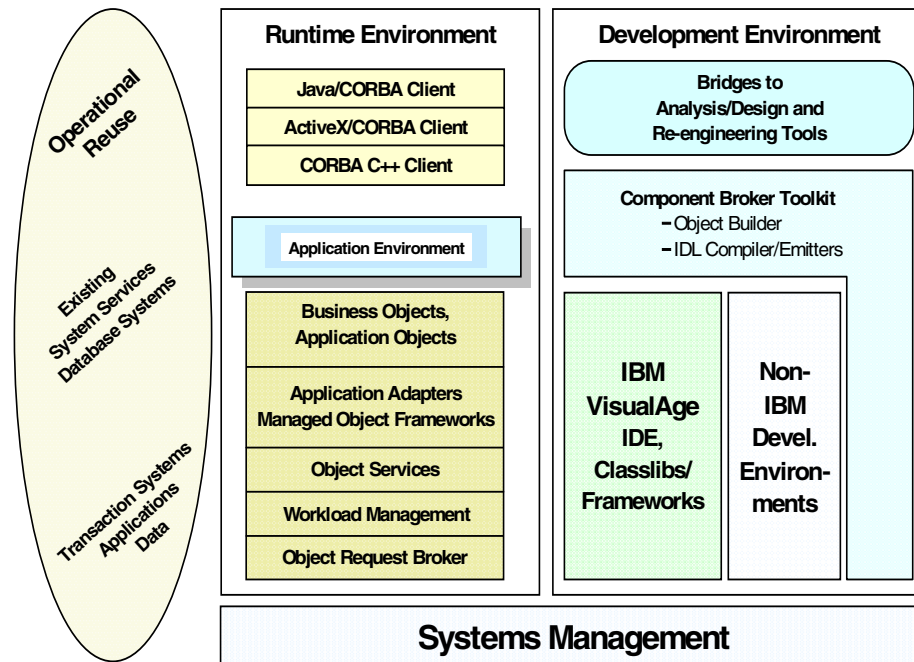 Operational
Reuse
Existing
System Services
Database Systems
Transaction Systems
Applications
Data
Runtime Environment
Java/CORBA Client
ActiveX/CORBA Client
CORBA C++ Client
Application Environment
Business Objects,
Application Objects
Application Adapters
Managed Object Frameworks
Object Services
Workload Management
Object Request Broker
Development Environment
Bridges to
Analysis/Design and
Re-engineering Tools
Component Broker Toolkit
– Object Builder
– IDL Compiler/Emitters
IBM
VisualAge
IDE,
Classlibs/
Frameworks
Non-
IBM
Devel.
Environ-
ments
Systems Management